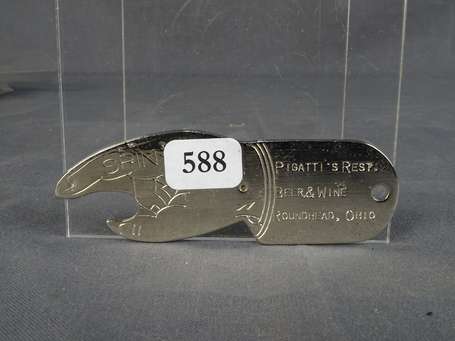 588
PIGATTI'S REST.
BEER & WINE
ROUNDHEAD, OHIO